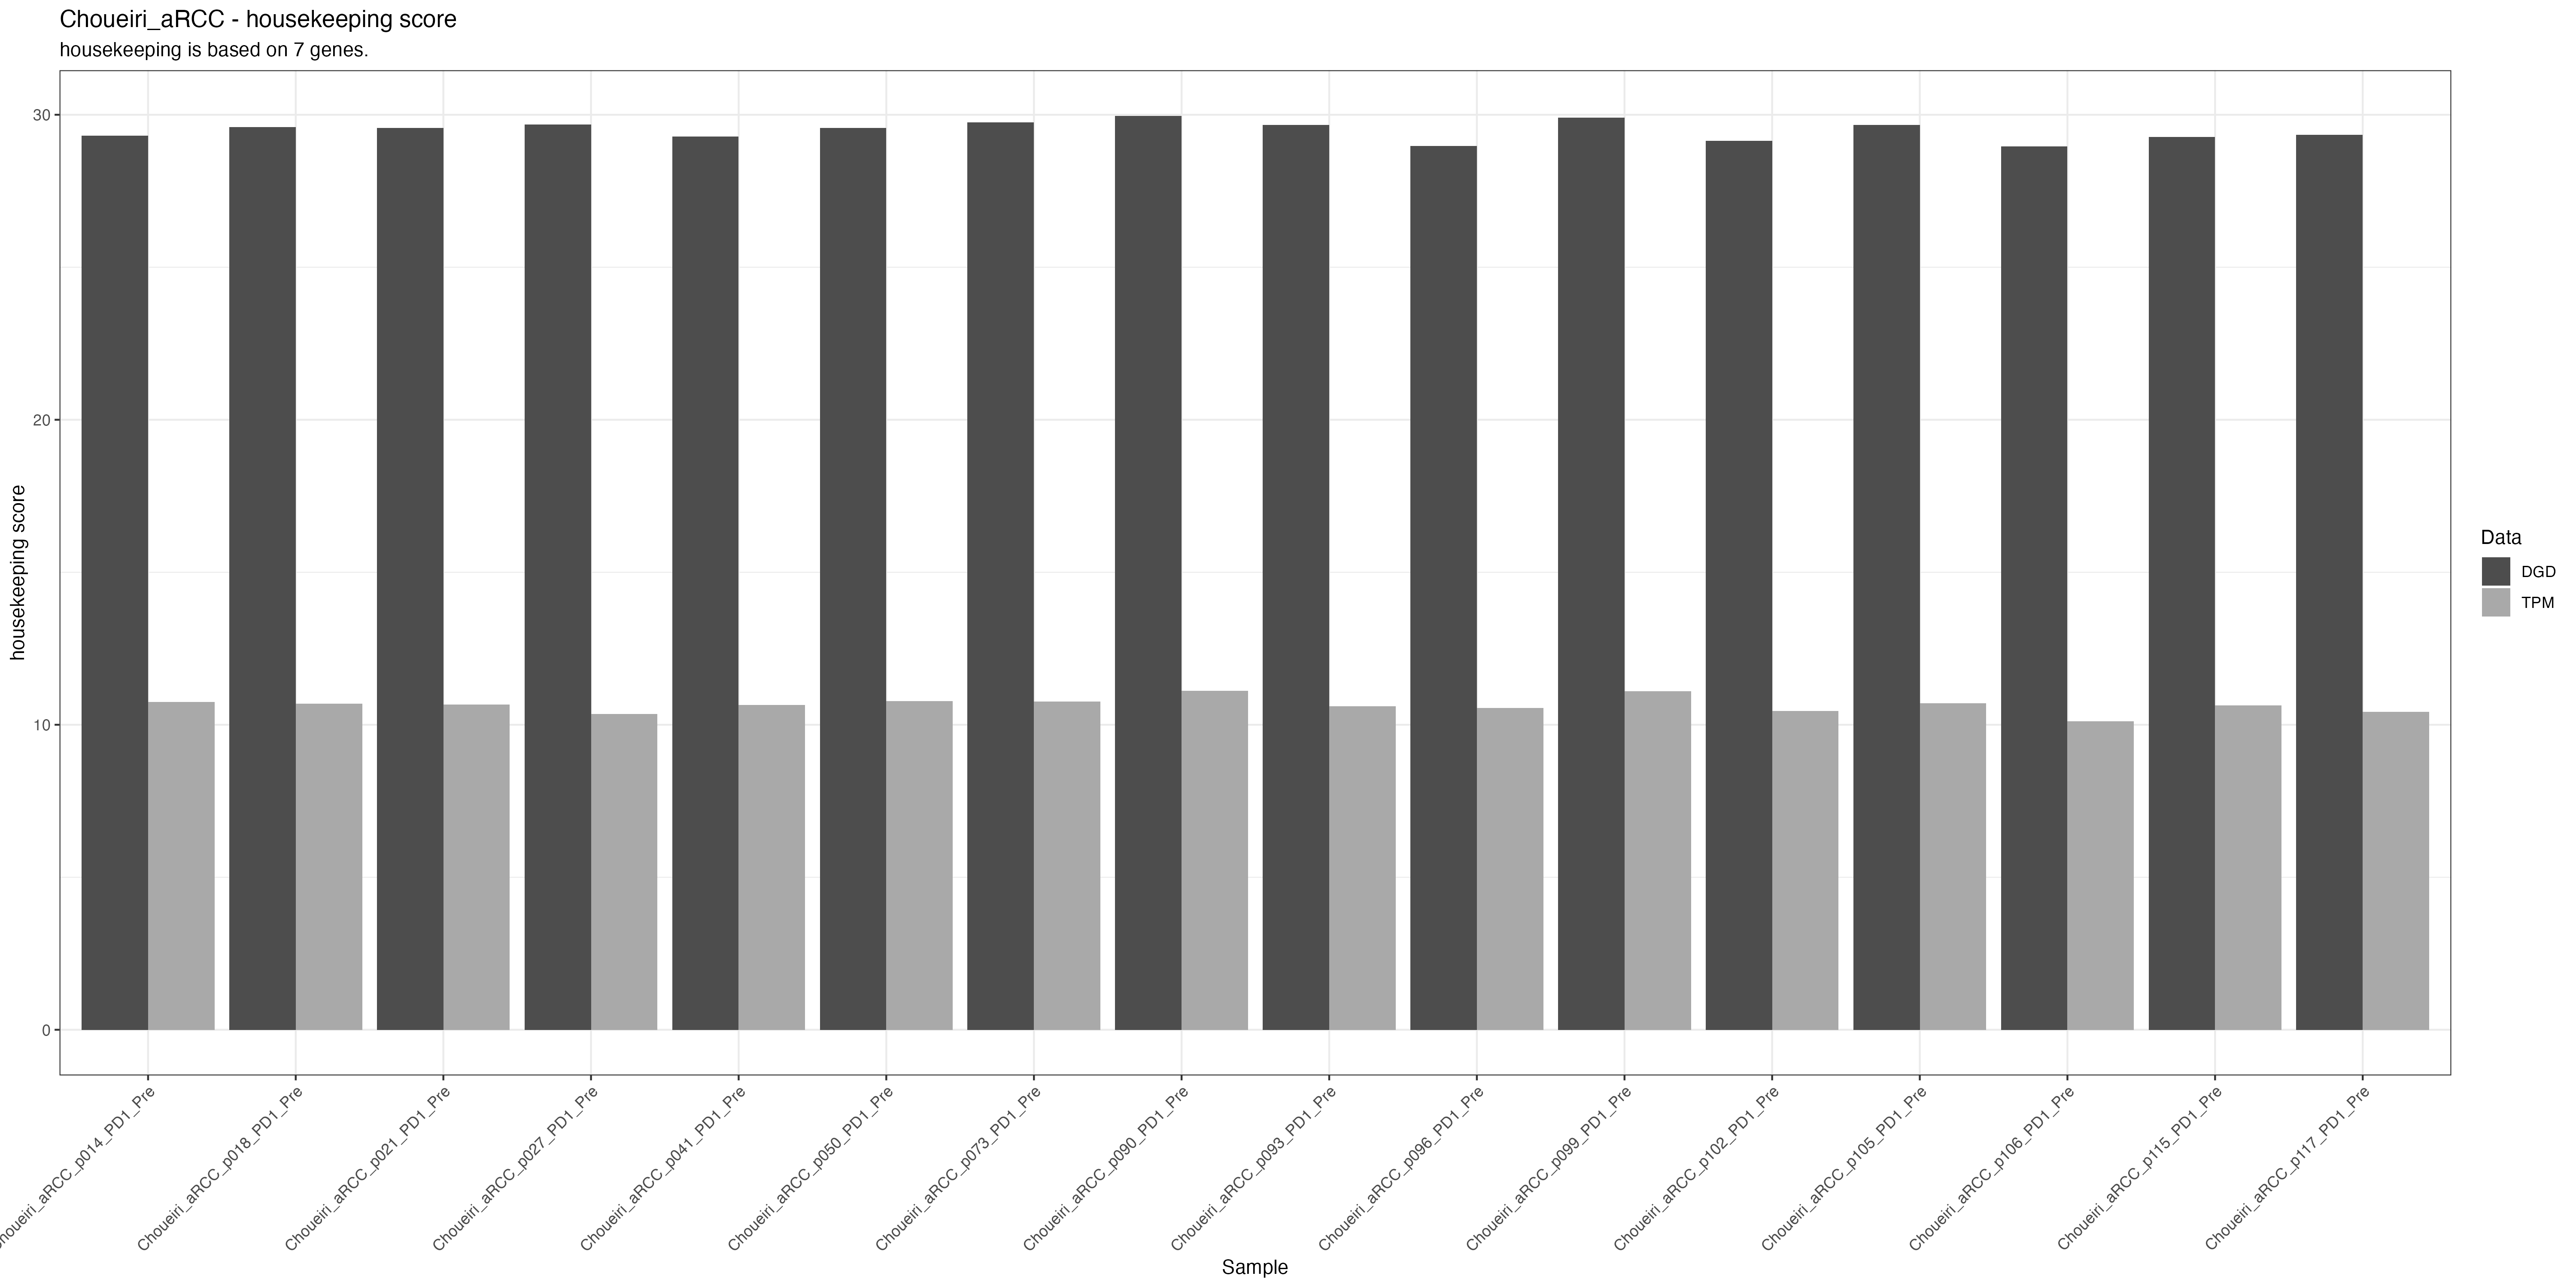 Choueiri_aRCC - housekeeping score
housekeeping is based on 7 genes.
housekeeping score
30
20
10
0
Data
DGD
TPM
houeiri_aRCC_p014_PD1_Pre
Choueiri_aRCC_p018_PD1_Pre
Choueiri_aRCC_p021_PD1_Pre
Choueiri_aRCC_p027_PD1_Pre
Choueiri_aRCC_p041_PD1_Pre
Choueiri_aRCC_p050_PD1_Pre
Choueiri_aRCC_p073_PD1_Pre
Choueiri_aRCC_p090_PD1_Pre
Choueiri_aRCC_p093_PD1_Pre
Choueiri_aRCC_p096_PD1_Pre
Choueiri_aRCC_p099_PD1_Pre
Choueiri_aRCC_p102_PD1_Pre
Choueiri_aRCC_p105_PD1_Pre
Choueiri_aRCC_p106_PD1_Pre
Choueiri_aRCC_p115_PD1_Pre
Choueiri_aRCC_p117_PD1_Pre
Sample